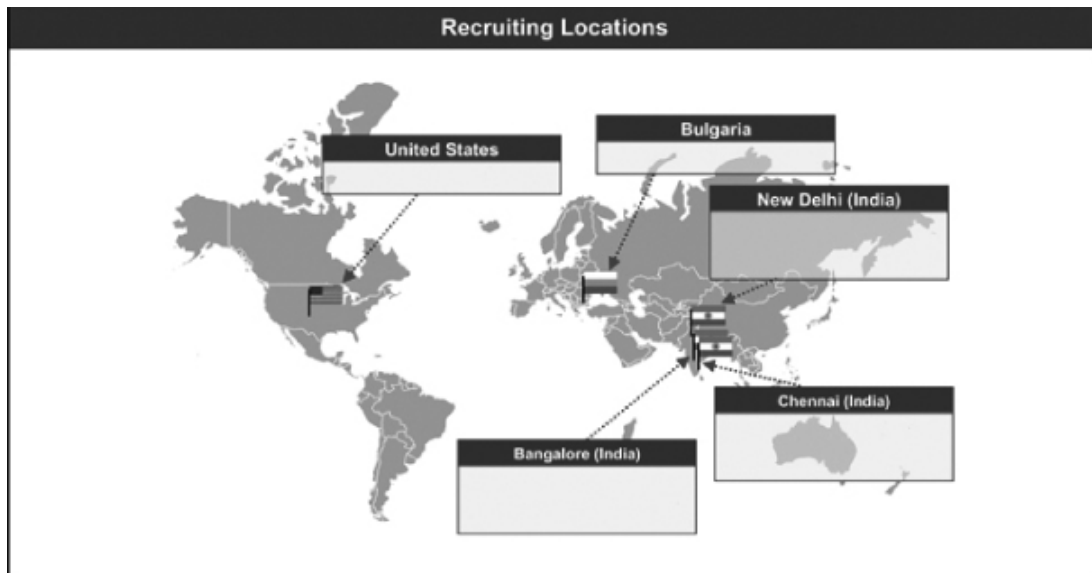 Recruiting Locations
United States
Bulgaria
New Delhi (India)
Chennai (India)
Bangalore (India)